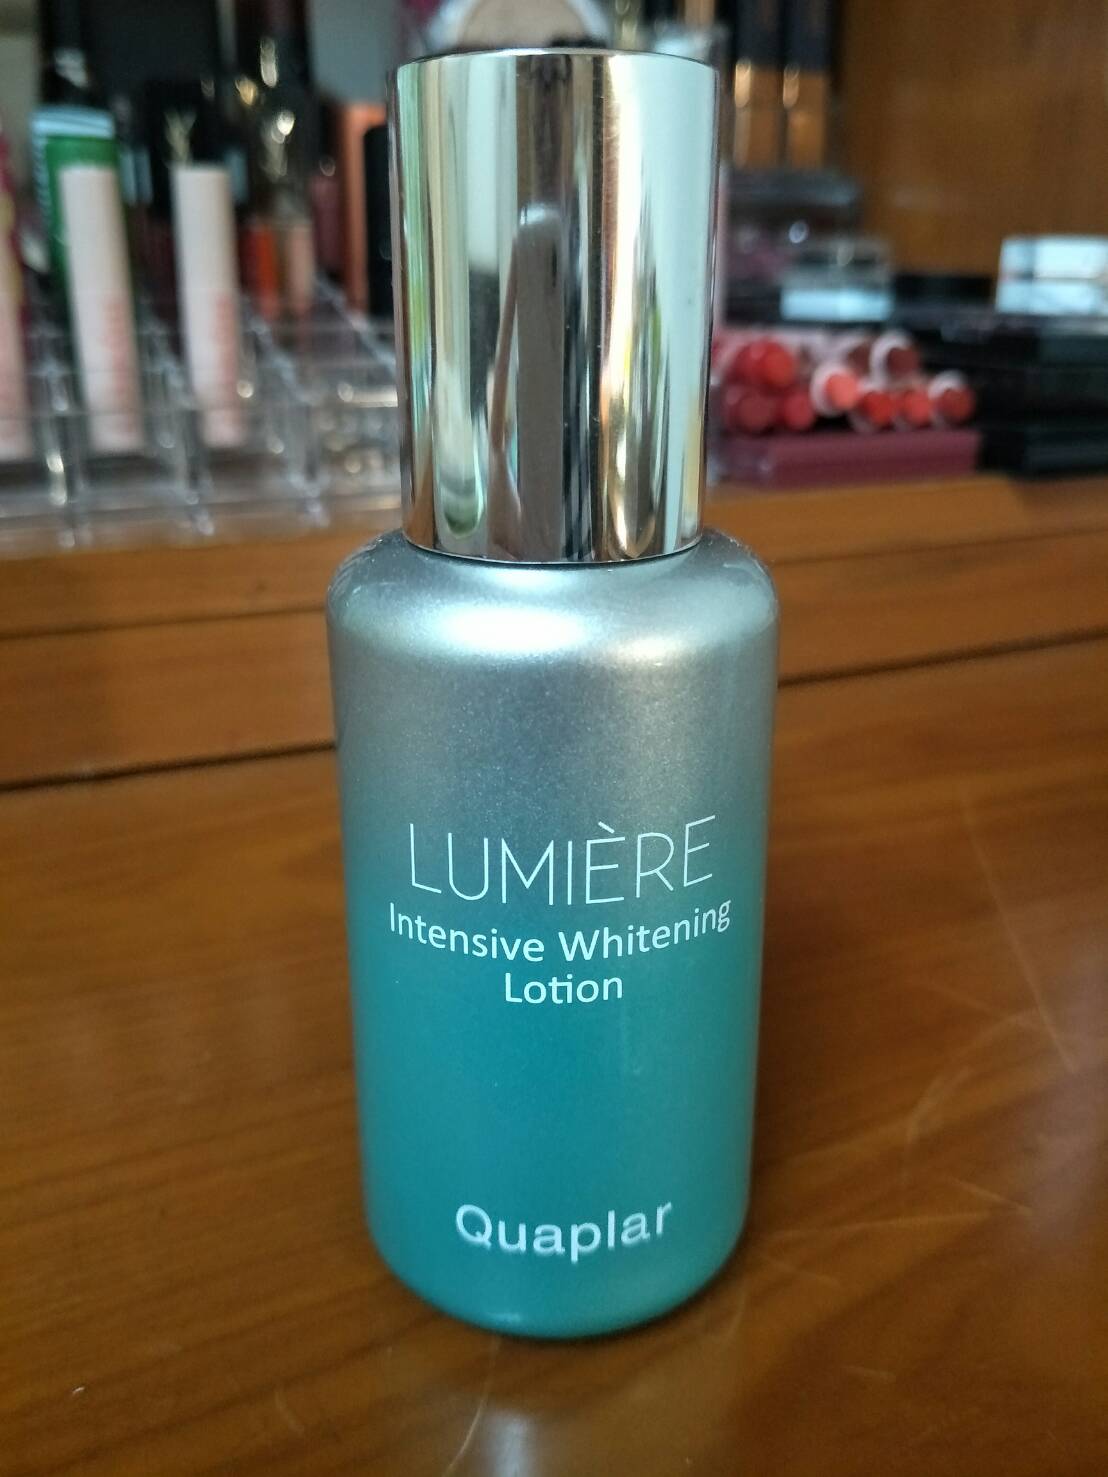 LUMIÈRE
Intensive Whitening
Lotion
Quaplar